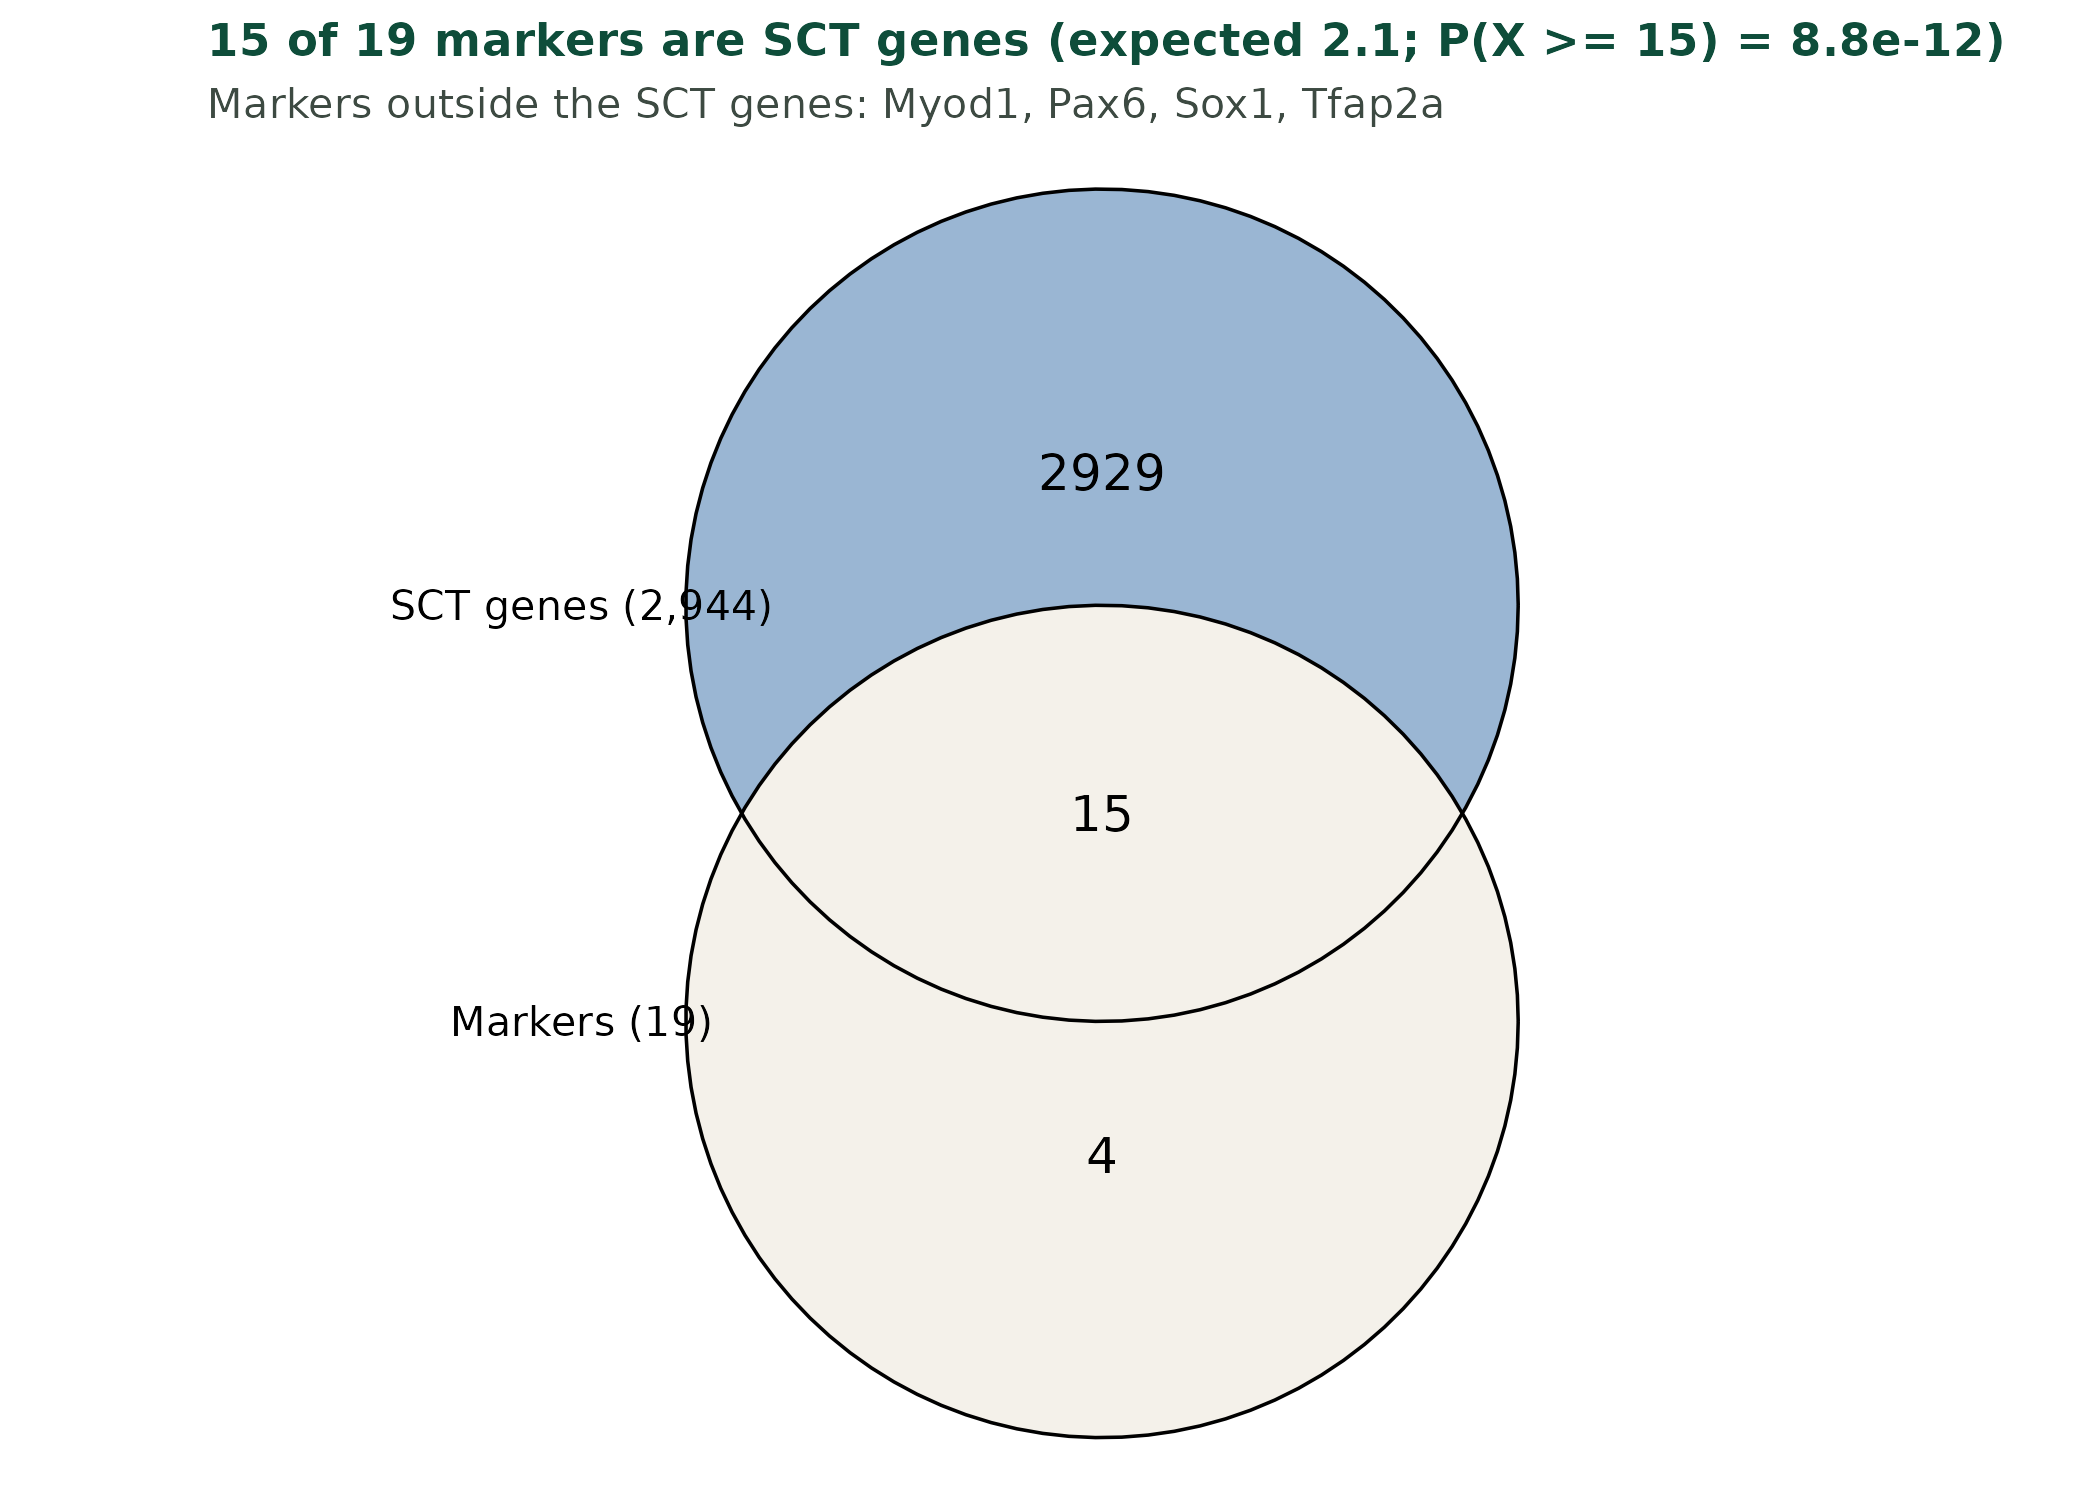 15 of 19 markers are SCT genes (expected 2.1; P(X >= 15) = 8.8e-12)
Markers outside the SCT genes: Myod1, Pax6, Sox1, Tfap2a
2929
SCT genes (2,944)
15
Markers (19)
4